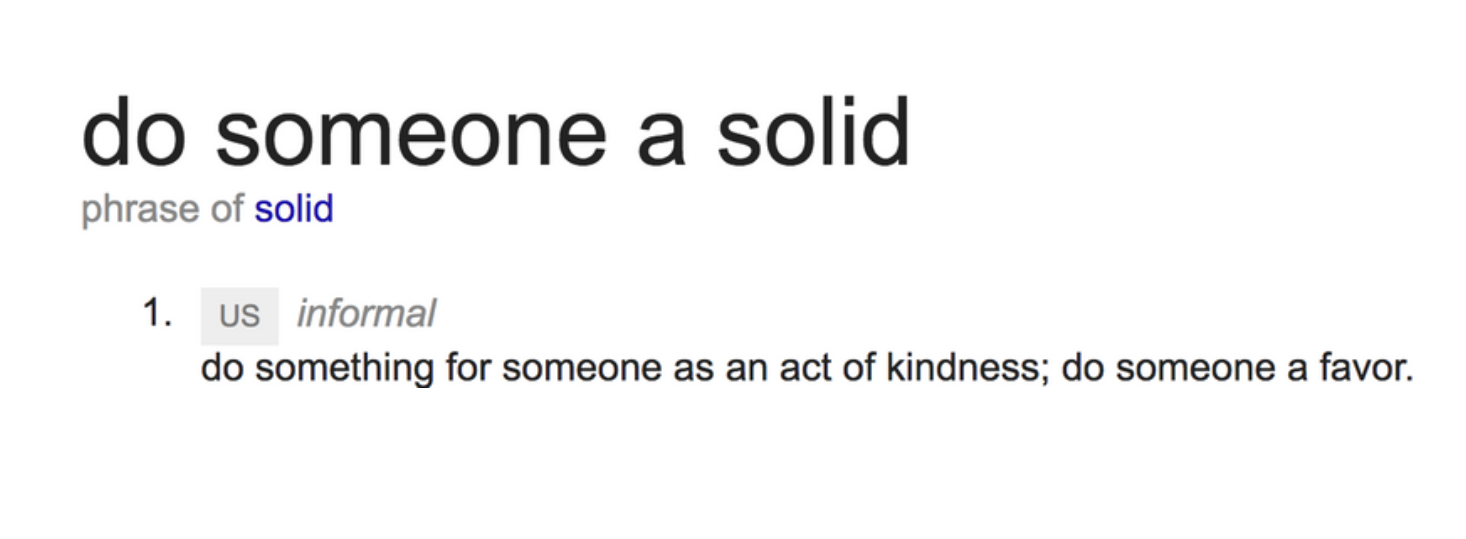 do someone a solid
phrase of solid
1. US informal
do something for someone as an act of kindness; do someone a favor.